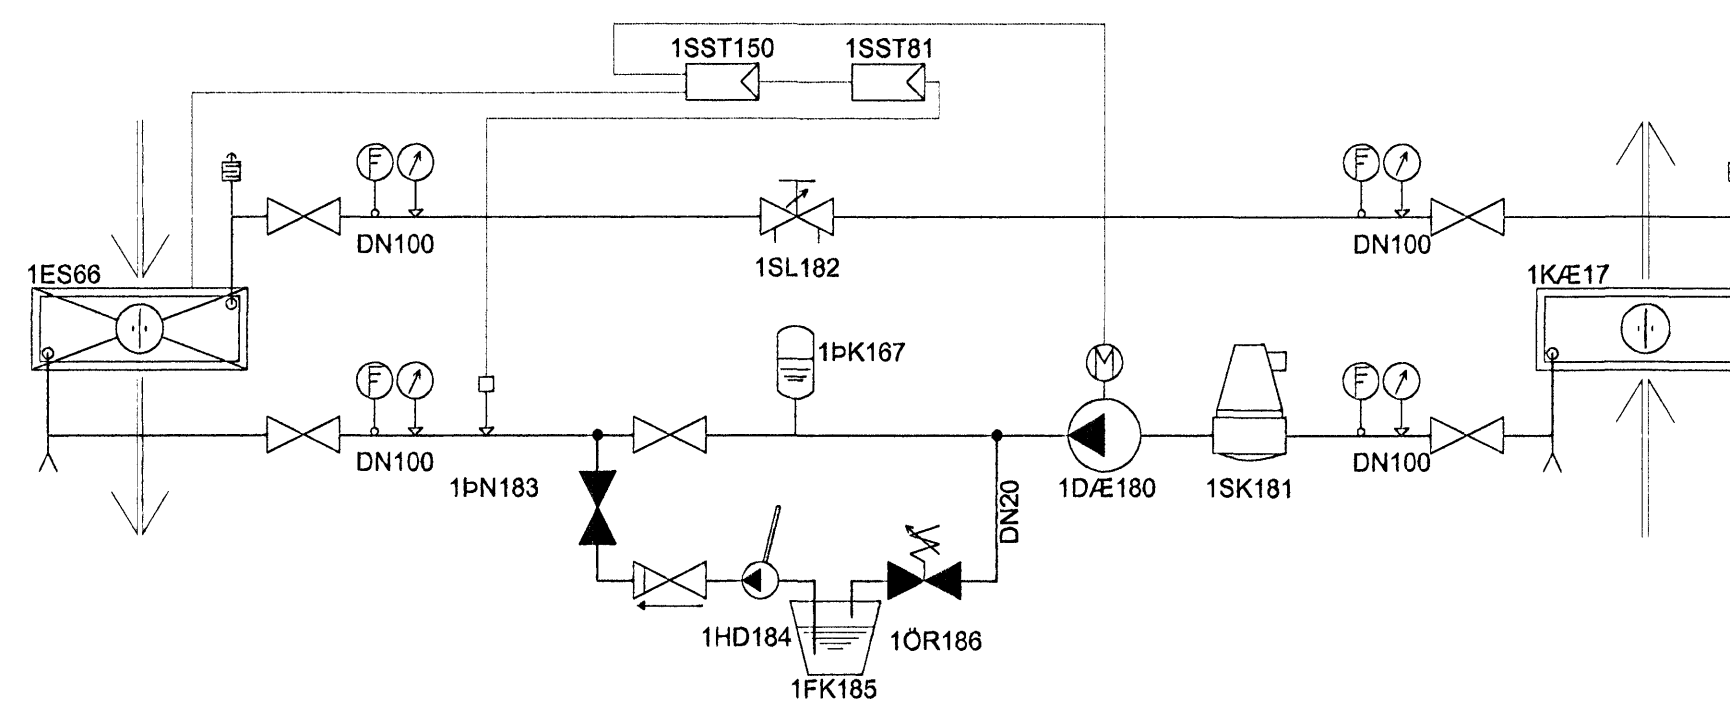 1SST150
1SST81
F
F
DN100
1SL182
DN100
1ES66
1KÆ17
1ÞK167
M
F
F
DN100
1ÞN183
1DÆ180
1SK181
DN100
DN20
1HD184
1ÖR186
1FK185